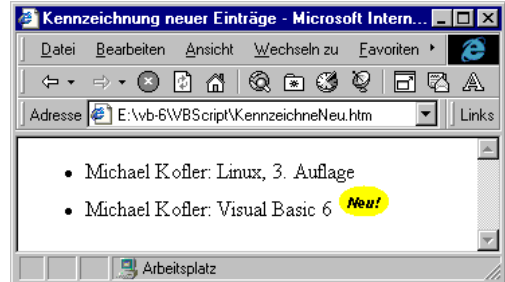 Kennzeichnung neuer Einträge - Microsoft Intern...
Datei Bearbeiten Ansicht Wechseln zu Favoriten
Adresse E:\vb-6\VBScript\KennzeichneNeu.htm Links
• Michael Kofler: Linux, 3. Auflage
• Michael Kofler: Visual Basic 6 Neu!
Arbeitsplatz